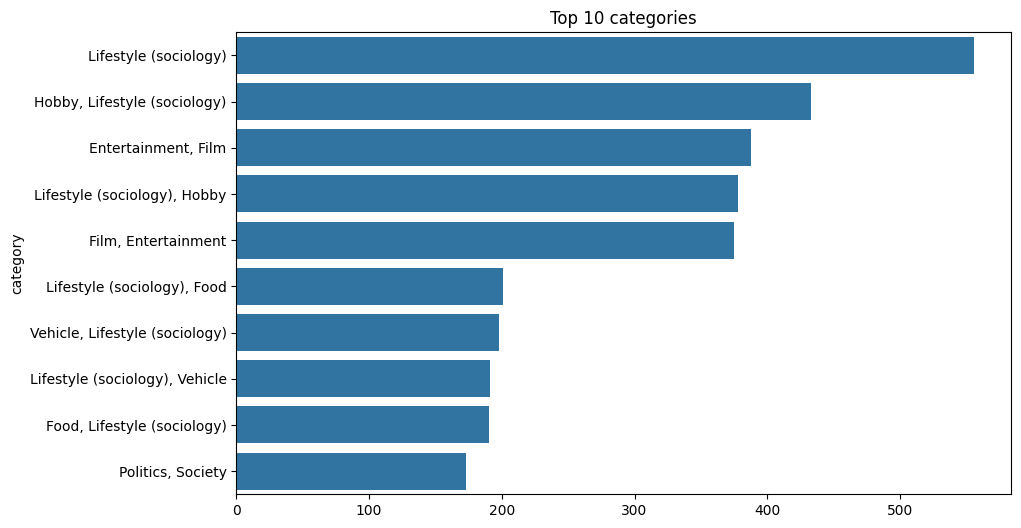 Top 10 categories
category
Lifestyle (sociology)
Hobby, Lifestyle (sociology)
Entertainment, Film
Lifestyle (sociology), Hobby
Film, Entertainment
Lifestyle (sociology), Food
Vehicle, Lifestyle (sociology)
Lifestyle (sociology), Vehicle
Food, Lifestyle (sociology)
Politics, Society
0 100 200 300 400 500